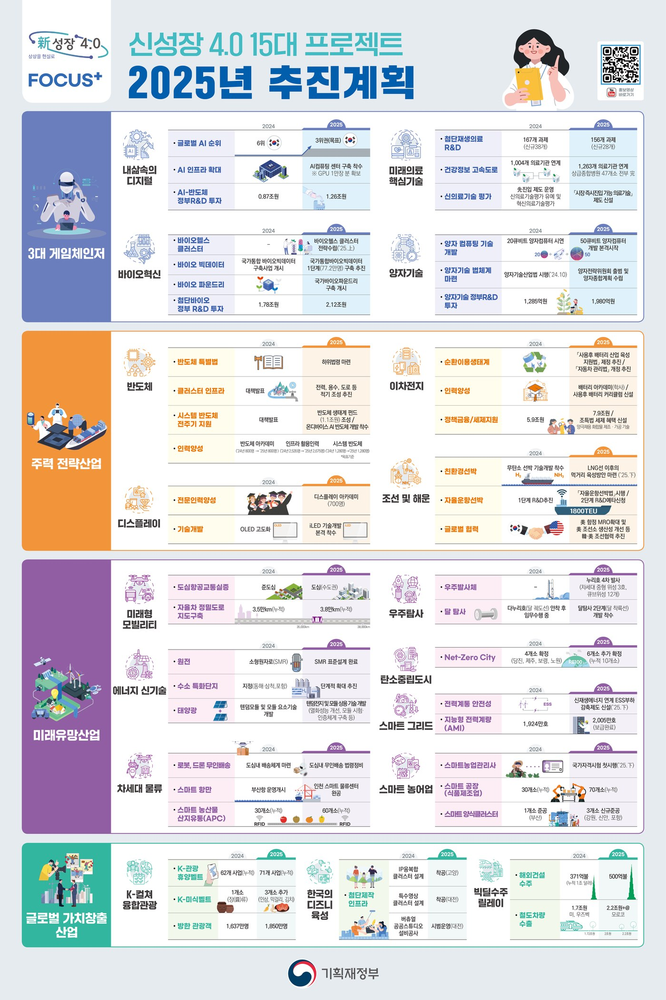 新성장 4.0
상상을 현실로
FOCUS+
신성장 4.0 15대 프로젝트
2025년 추진계획
You Tube
홍보영상
바로가기
3대 게임체인저
내삶속의
디지털
2024
2025
• 글로벌 AI 순위
6위
3위권(목표)
• AI 인프라 확대
AI
AI컴퓨팅 센터 구축 착수
※ GPU 1만장 분 확보
• AI-반도체
정부R&D 투자
0.87조원
1.26조원
미래의료
핵심기술
2024
2025
• 첨단재생의료
R&D
167개 과제
(신규38개)
156개 과제
(신규28개)
• 건강정보 고속도로
1,004개 의료기관 연계
1,263개 의료기관 연계
상급종합병원 47개소 전부 完
• 신의료기술 평가
先진입 제도 운영
신의료기술평가 유예 및
혁신의료기술평가
「시장 즉시진입 가능 의료기술」
제도 신설
바이오혁신
2024
2025
• 바이오헬스
클러스터
–
바이오헬스 클러스터
전략수립('25.上)
• 바이오 빅데이터
국가통합 바이오빅데이터
구축사업 개시
국가통합바이오빅데이터
1단계(77.2만명) 구축 추진
• 바이오 파운드리
국가바이오파운드리
구축 개시
• 첨단바이오
정부 R&D 투자
1.78조원
2.12조원
양자기술
2024
2025
• 양자 컴퓨팅 기술
개발
20큐비트 양자컴퓨터 시연
20
50
50큐비트 양자컴퓨터
개발 본격시작
• 양자기술 법체계
마련
양자기술산업법 시행('24.10)
양자전략위원회 출범 및
양자종합계획 수립
• 양자기술 정부R&D
투자
1,285억원
1,980억원
주력 전략산업
반도체
2024
2025
• 반도체 특별법
하위법령 마련
• 클러스터 인프라
대책발표
전력, 용수, 도로 등
적기 조성 추진
• 시스템 반도체
전주기 지원
대책발표
반도체 생태계 펀드
(1.1조원) 조성 /
온디바이스 AI 반도체 개발 착수
• 인력양성
반도체 아카데미
('24년 800명 → '25년 800명)
인프라 활용인력
('24년 2,535명 → '25년 2,675명)
시스템 반도체
('24년 1,280명 → '25년 1,280명)
*목표기준
이차전지
2024
2025
• 순환이용생태계
「사용후 배터리 산업 육성
지원법」 제정 추진 /
「자동차 관리법」 개정 추진
• 인력양성
배터리 아카데미(학사) /
사용후 배터리 커리큘럼 신설
• 정책금융/세제지원
5.9조원
7.9조원 /
조특법 세제 혜택 신설
양극재용 화합물 제조·가공 기술
디스플레이
2024
2025
• 전문인력양성
디스플레이 아카데미
(700명)
• 기술개발
OLED 고도화
OLED
iLED 기술개발
본격 착수
iLED
조선 및 해운
2024
2025
• 친환경선박
무탄소 선박 기술개발 착수
H₂
NH₃
LNG선 이후의
먹거리 육성방안 마련 ('25.下)
• 자율운항선박
1단계 R&D추진
「자율운항선박법」시행 /
2단계 R&D예타신청
1800TEU
• 글로벌 협력
美 함정 MRO확대 및
美 조선소 생산성 개선 등
韓·美 조선협력 추진
미래유망산업
미래형
모빌리티
2024
2025
• 도심항공교통실증
준도심
도심(수도권)
• 자율차 정밀도로
지도구축
3.5만km(누적)
3.8만km(누적)
35,000km
38,000km
우주탐사
2024
2025
• 우주발사체
–
누리호 4차 발사
(차세대 중형 위성 3호,
큐브위성 12개)
• 달 탐사
다누리호(달 궤도선) 안착 후
임무수행 중
달탐사 2단계(달 착륙선)
개발 착수
에너지 신기술
2024
2025
• 원전
소형원자로(SMR)
SMR 표준설계 완료
• 수소 특화단지
지정(동해·삼척,포항)
단계적 확대 추진
• 태양광
텐덤모듈 및 모듈 요소기술
개발
텐덤전지 및 모듈 상용 기술 개발
(열화성능 개선, 모듈 시험·
인증체계 구축 등)
탄소중립도시
2024
2025
• Net-Zero City
4개소 확정
(당진, 제주, 보령, 노원)
RE100
6개소 추가 확정
(누적 10개소)
스마트 그리드
2024
2025
• 전력계통 안전성
ESS
신재생에너지 연계 ESS부하
감축제도 신설('25.下)
• 지능형 전력계량
(AMI)
1,924만호
2,005만호
(보급완료)
차세대 물류
2024
2025
• 로봇, 드론 무인배송
도심내 배송체계 마련
도심내 무인배송 법령정비
• 스마트 항만
부산항 운영개시
인천 스마트 물류센터
완공
• 스마트 농산물
산지유통(APC)
30개소(누적)
60개소(누적)
RFID
RFID
스마트 농어업
2024
2025
• 스마트농업관리사
국가자격시험 첫시행('25.下)
• 스마트 공장
(식품제조업)
30개소(누적)
70개소(누적)
• 스마트 양식클러스터
1개소 준공
(부산)
3개소 신규준공
(강원, 신안, 포항)
글로벌 가치창출
산업
K-컬쳐
융합관광
2024
2025
• K-관광
휴양벨트
62개 사업(누적)
71개 사업(누적)
• K-미식벨트
1개소
(장(醬)류)
3개소 추가
(인삼, 막걸리, 김치)
• 방한 관광객
1,637만명
1,850만명
한국의
디즈니
육성
2024
2025
• 첨단제작
인프라
IP융복합
클러스터 설계
착공(고양)
특수영상
클러스터 설계
착공(대전)
버츄얼
공공스튜디오
설비공사
시범운영(대전)
빅딜수주
릴레이
2024
2025
• 해외건설
수주
371억불
(누적 1조 달러)
500억불
• 철도차량
수출
1.7조원
미, 우즈벡
2.2조원+@
모로코
1.72조원
2조원
2.2조원
기획재정부